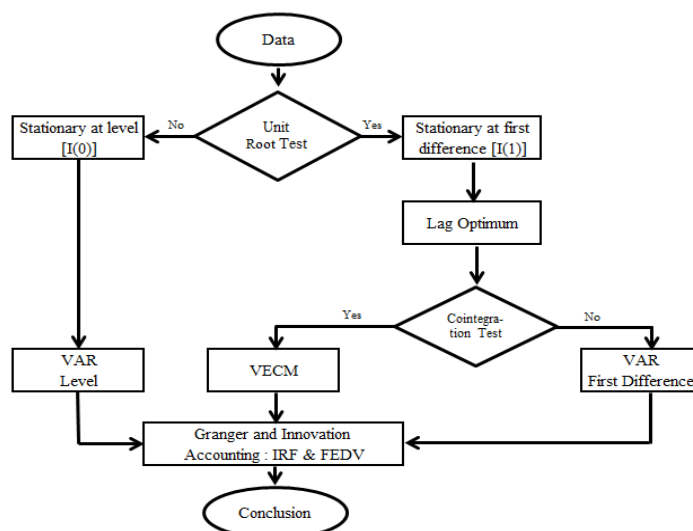 Data
Unit
Root Test
No
Yes
Stationary at level
[I(0)]
Stationary at first
difference [I(1)]
Lag Optimum
Cointegra-
tion Test
Yes
No
VAR
Level
VECM
VAR
First Difference
Granger and Innovation
Accounting : IRF & FEDV
Conclusion